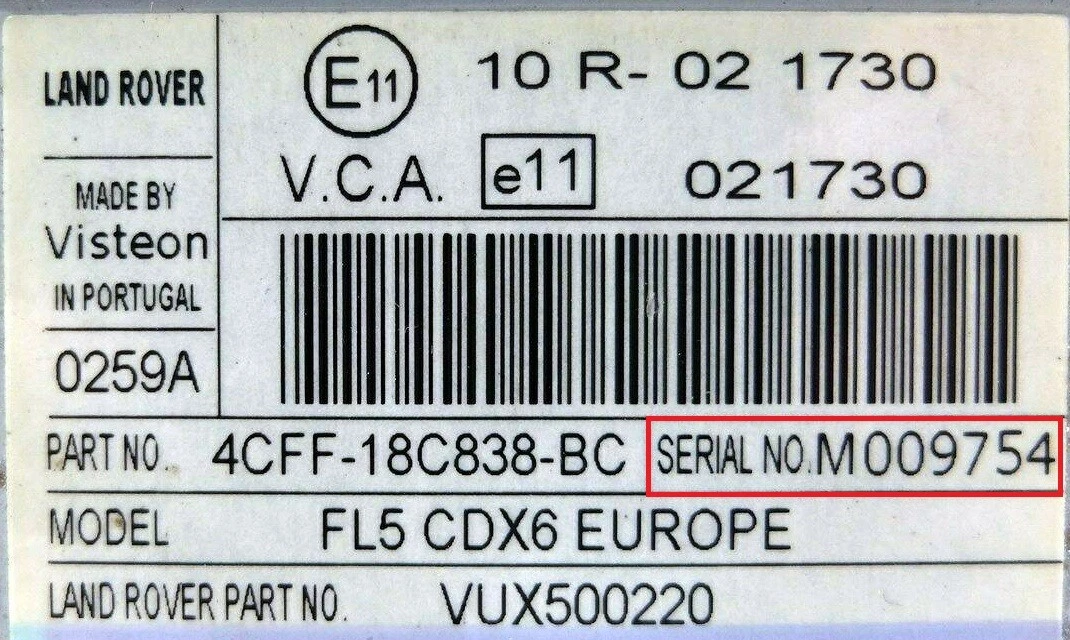 LAND ROVER
E11 10 R- 02 1730
V.C.A. e11 021730
MADE BY
Visteon
IN PORTUGAL
0259A
PART NO. 4CFF-18C838-BC SERIAL NO. M009754
MODEL FL5 CDX6 EUROPE
LAND ROVER PART NO. VUX500220